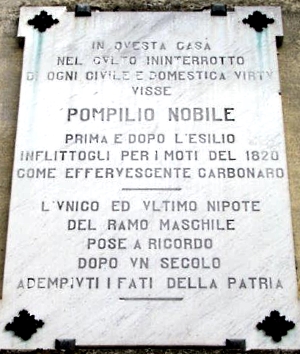 IN QVESTA CASA
NEL CVLTO ININTERROTTO
DI OGNI CIVILE E DOMESTICA VIRTV
VISSE
POMPILIO NOBILE
PRIMA E DOPO L'ESILIO
INFLITTOGLI PER I MOTI DEL 1820
COME EFFERVESCENTE CARBONARO
L'VNICO ED VLTIMO NIPOTE
DEL RAMO MASCHILE
POSE A RICORDO
DOPO VN SECOLO
ADEMPIVTI I FATI DELLA PATRIA